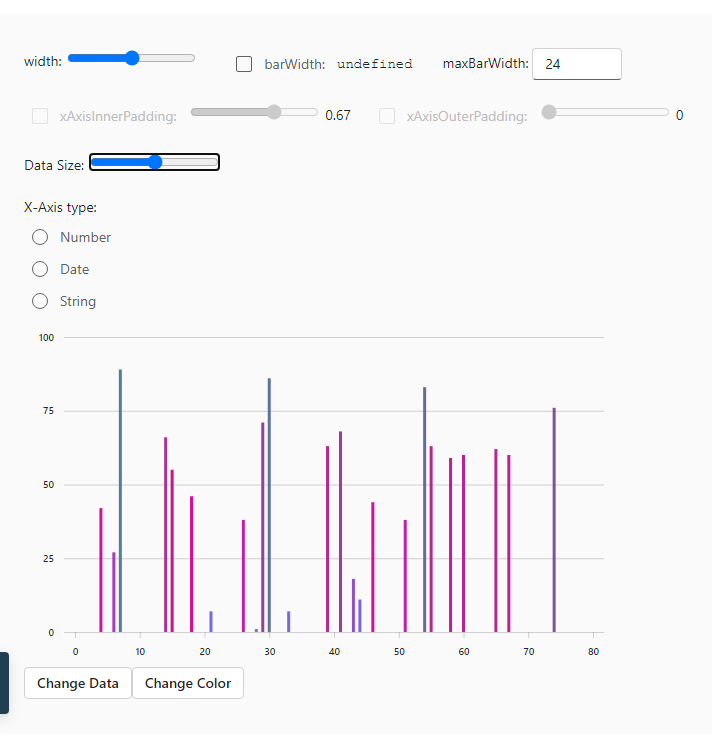 width: barWidth: undefined maxBarWidth: 24
xAxisInnerPadding: 0.67 xAxisOuterPadding: 0
Data Size:
X-Axis type:
Number
Date
String
100
75
50
25
0
0 10 20 30 40 50 60 70 80
Change Data Change Color